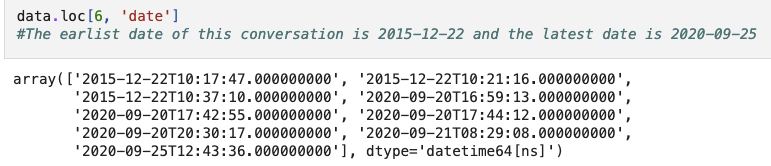 data.loc[6, 'date']
#The earlist date of this conversation is 2015-12-22 and the latest date is 2020-09-25
array(['2015-12-22T10:17:47.000000000', '2015-12-22T10:21:16.000000000',
'2015-12-22T10:37:10.000000000', '2020-09-20T16:59:13.000000000',
'2020-09-20T17:42:55.000000000', '2020-09-20T17:44:12.000000000',
'2020-09-20T20:30:17.000000000', '2020-09-21T08:29:08.000000000',
'2020-09-25T12:43:36.000000000'], dtype='datetime64[ns]')